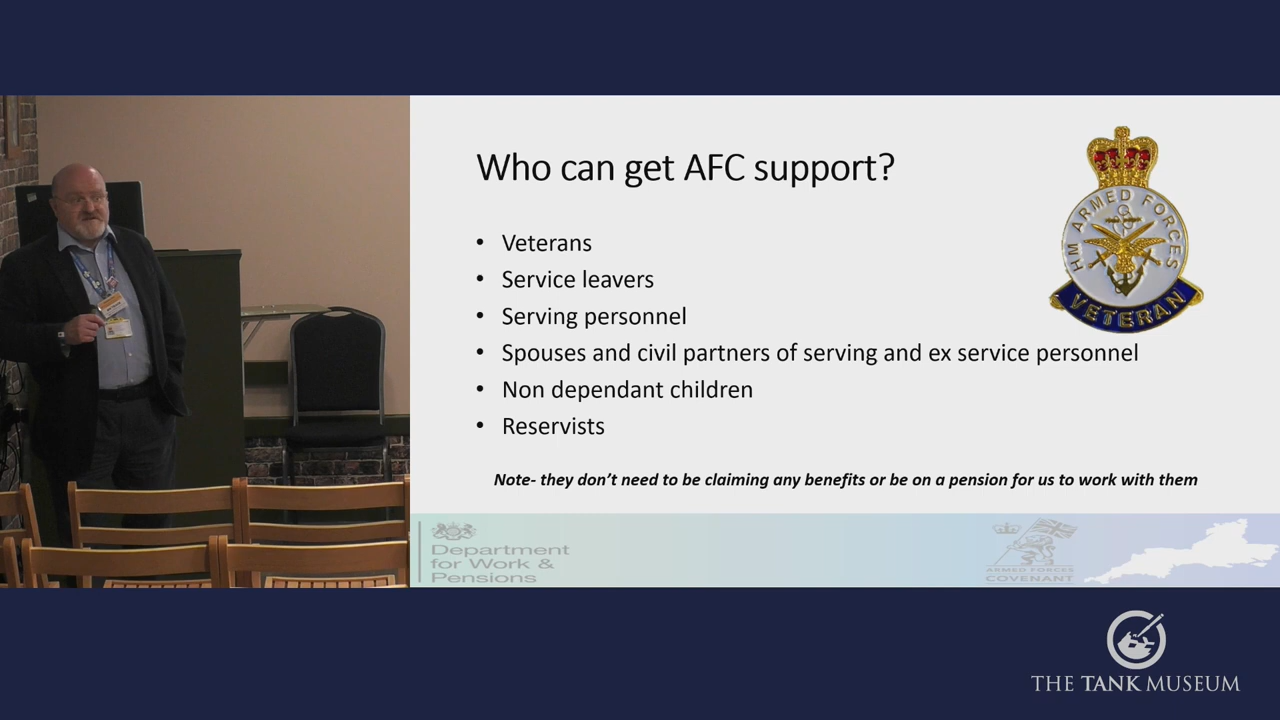 Who can get AFC support?
• Veterans
• Service leavers
• Serving personnel
• Spouses and civil partners of serving and ex service personnel
• Non dependant children
• Reservists
Note- they don't need to be claiming any benefits or be on a pension for us to work with them
HM ARMED FORCES
VETERAN
Department
for Work &
Pensions
ARMED FORCES
COVENANT
THE TANK MUSEUM